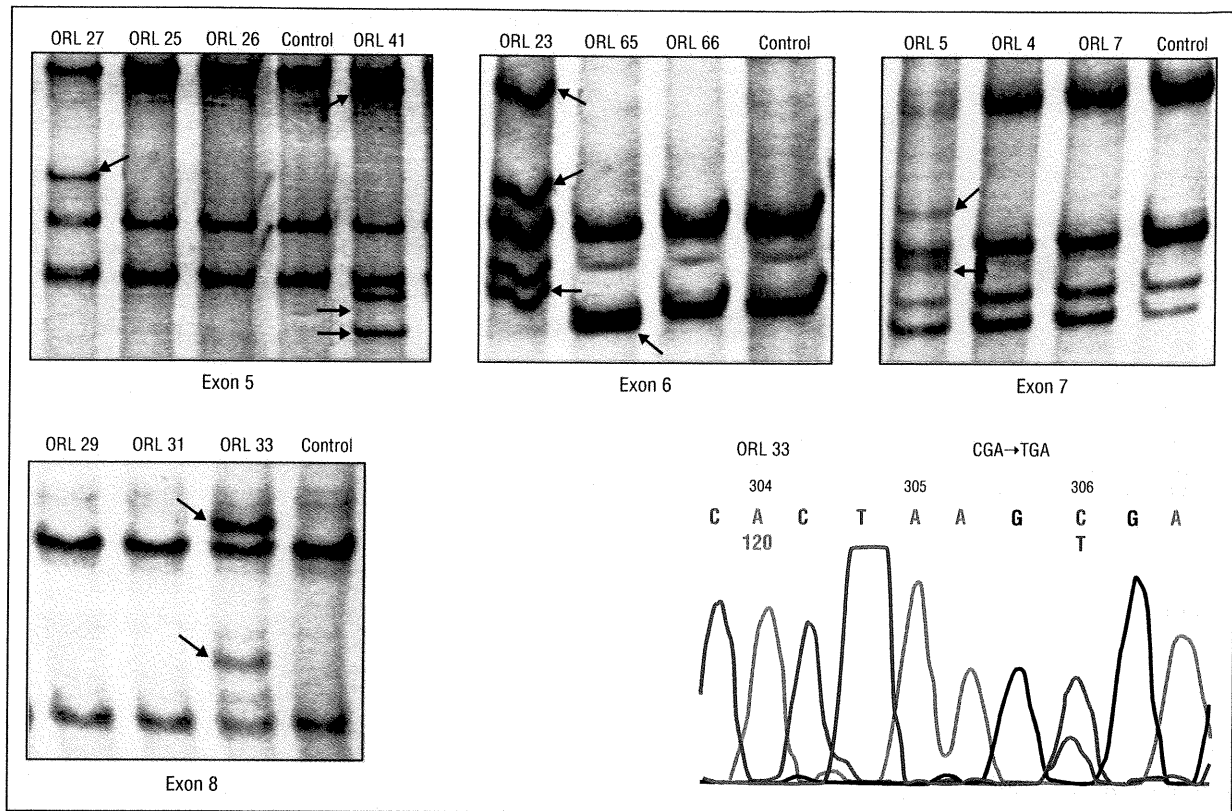 ORL 27 ORL 25 ORL 26 Control ORL 41
Exon 5
ORL 23 ORL 65 ORL 66 Control
Exon 6
ORL 5 ORL 4 ORL 7 Control
Exon 7
ORL 29 ORL 31 ORL 33 Control
Exon 8
ORL 33 CGA→TGA
304 305 306
C A C T A A G C G A
120 T